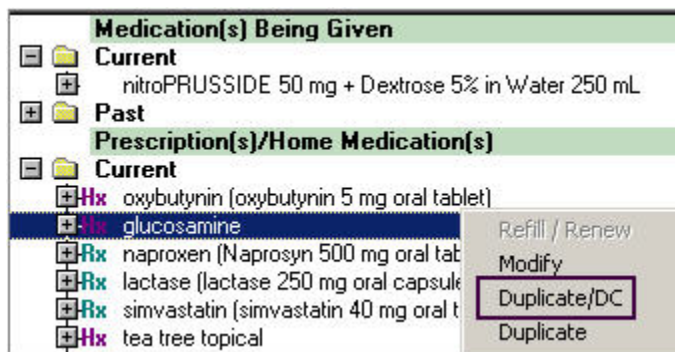 Medication(s) Being Given
Current
nitroPRUSSIDE 50 mg + Dextrose 5% in Water 250 mL
Past
Prescription(s)/Home Medication(s)
Current
Hx oxybutynin (oxybutynin 5 mg oral tablet)
Hx glucosamine
Refill / Renew
Rx naproxen (Naprosyn 500 mg oral tab
Modify
Rx lactase (lactase 250 mg oral capsule
Duplicate/DC
Rx simvastatin (simvastatin 40 mg oral t
Duplicate
Hx tea tree topical